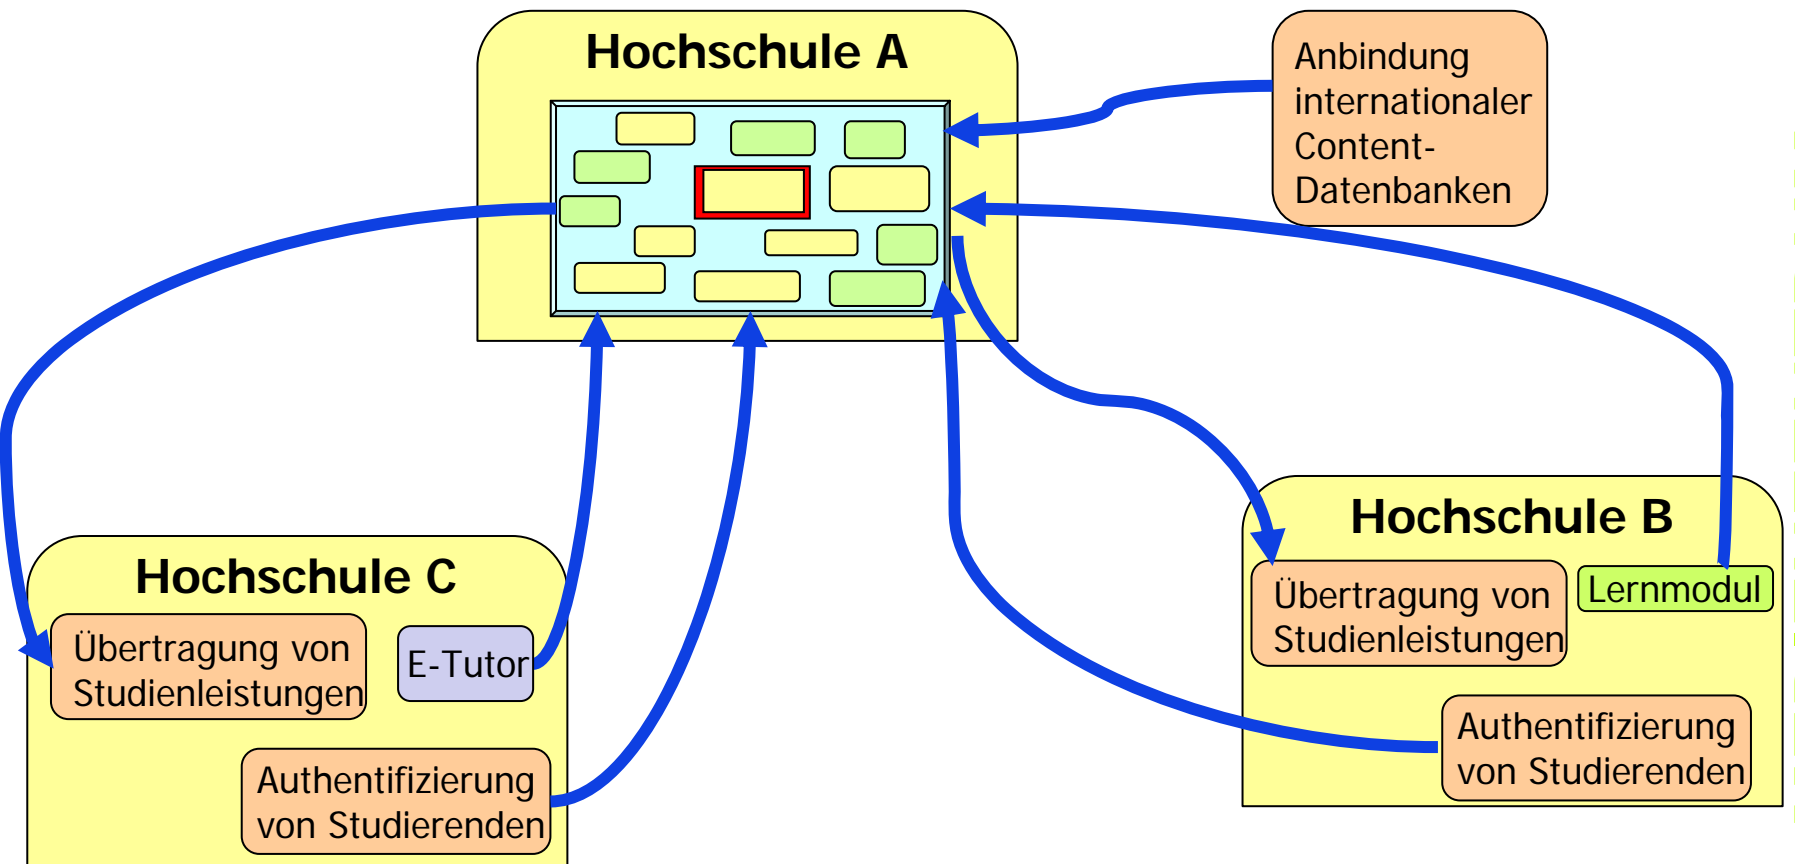 Hochschule A
Anbindung
internationaler
Content-
Datenbanken
Hochschule B
Übertragung von
Studienleistungen
Lernmodul
Authentifizierung
von Studierenden
Hochschule C
Übertragung von
Studienleistungen
E-Tutor
Authentifizierung
von Studierenden